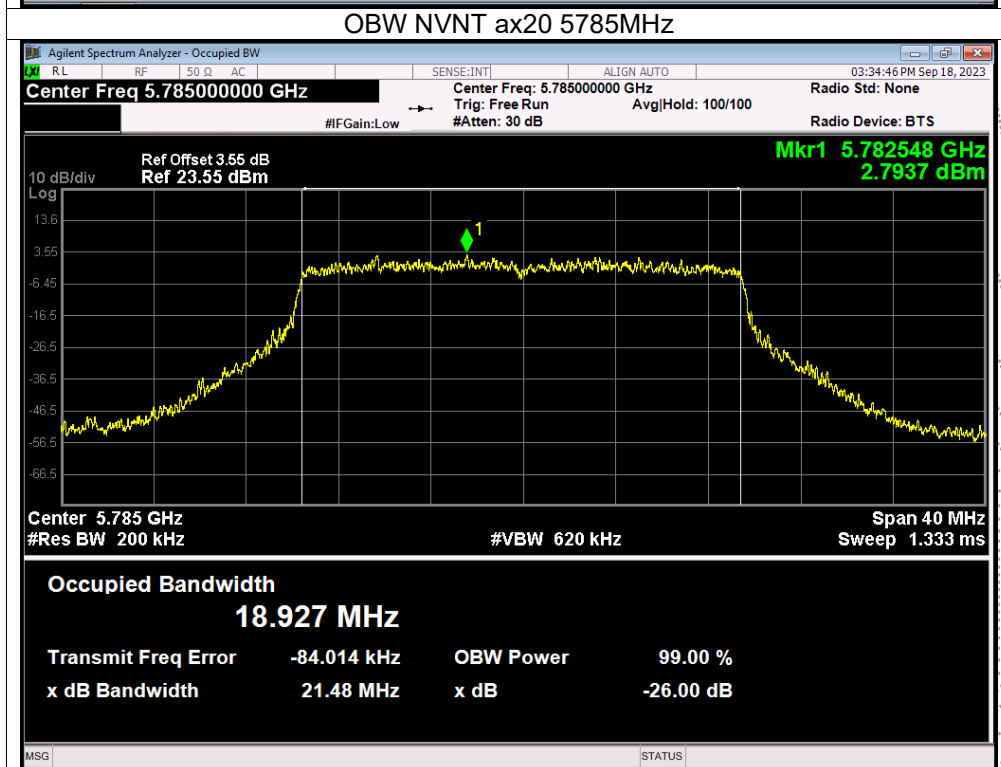 OBW NVNT ax20 5785MHz
Agilent Spectrum Analyzer - Occupied BW
LXI RL RF 50 Ω AC SENSE:INT ALIGN AUTO 03:34:46 PM Sep 18, 2023
Center Freq 5.785000000 GHz Center Freq: 5.785000000 GHz Radio Std: None
Trig: Free Run Avg|Hold: 100/100
#IFGain:Low #Atten: 30 dB Radio Device: BTS
Ref Offset 3.55 dB Mkr1 5.782548 GHz
10 dB/div Ref 23.55 dBm 2.7937 dBm
Log
13.6
1
3.55
-6.45
-16.5
-26.5
-36.5
-46.5
-56.5
-66.5
Center 5.785 GHz Span 40 MHz
#Res BW 200 kHz #VBW 620 kHz Sweep 1.333 ms
Occupied Bandwidth
18.927 MHz
Transmit Freq Error -84.014 kHz OBW Power 99.00 %
x dB Bandwidth 21.48 MHz x dB -26.00 dB
MSG STATUS